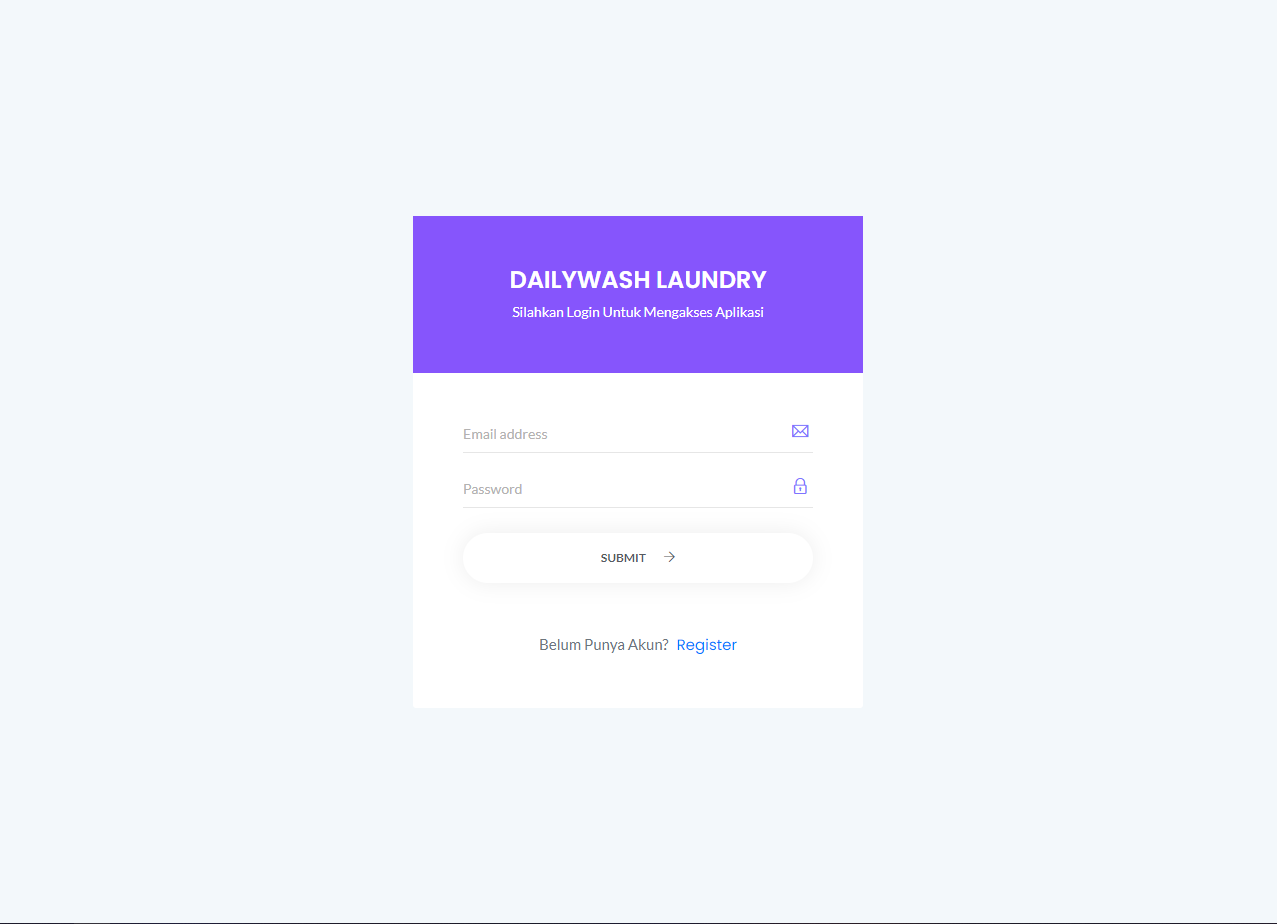 DAILYWASH LAUNDRY
Silahkan Login Untuk Mengakses Aplikasi
Email address
Password
SUBMIT
Belum Punya Akun? Register